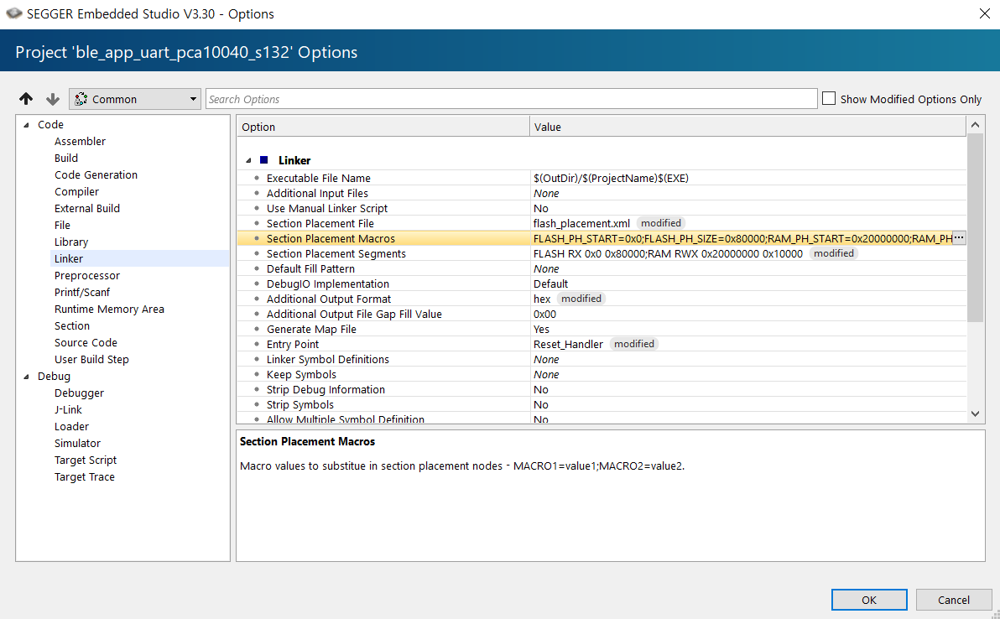 SEGGER Embedded Studio V3.30 - Options
Project 'ble_app_uart_pca10040_s132' Options
Common
Search Options
Show Modified Options Only
Code
Assembler
Build
Code Generation
Compiler
External Build
File
Library
Linker
Preprocessor
Printf/Scanf
Runtime Memory Area
Section
Source Code
User Build Step
Debug
Debugger
J-Link
Loader
Simulator
Target Script
Target Trace
Option Value
Linker
Executable File Name $(OutDir)/$(ProjectName)$(EXE)
Additional Input Files None
Use Manual Linker Script No
Section Placement File flash_placement.xml modified
Section Placement Macros FLASH_PH_START=0x0;FLASH_PH_SIZE=0x80000;RAM_PH_START=0x20000000;RAM_PH ...
Section Placement Segments FLASH RX 0x0 0x80000;RAM RWX 0x20000000 0x10000 modified
Default Fill Pattern None
DebugIO Implementation Default
Additional Output Format hex modified
Additional Output File Gap Fill Value 0x00
Generate Map File Yes
Entry Point Reset_Handler modified
Linker Symbol Definitions None
Keep Symbols None
Strip Debug Information No
Strip Symbols No
Allow Multiple Symbol Definition No
Section Placement Macros
Macro values to substitue in section placement nodes - MACRO1=value1;MACRO2=value2.
OK
Cancel